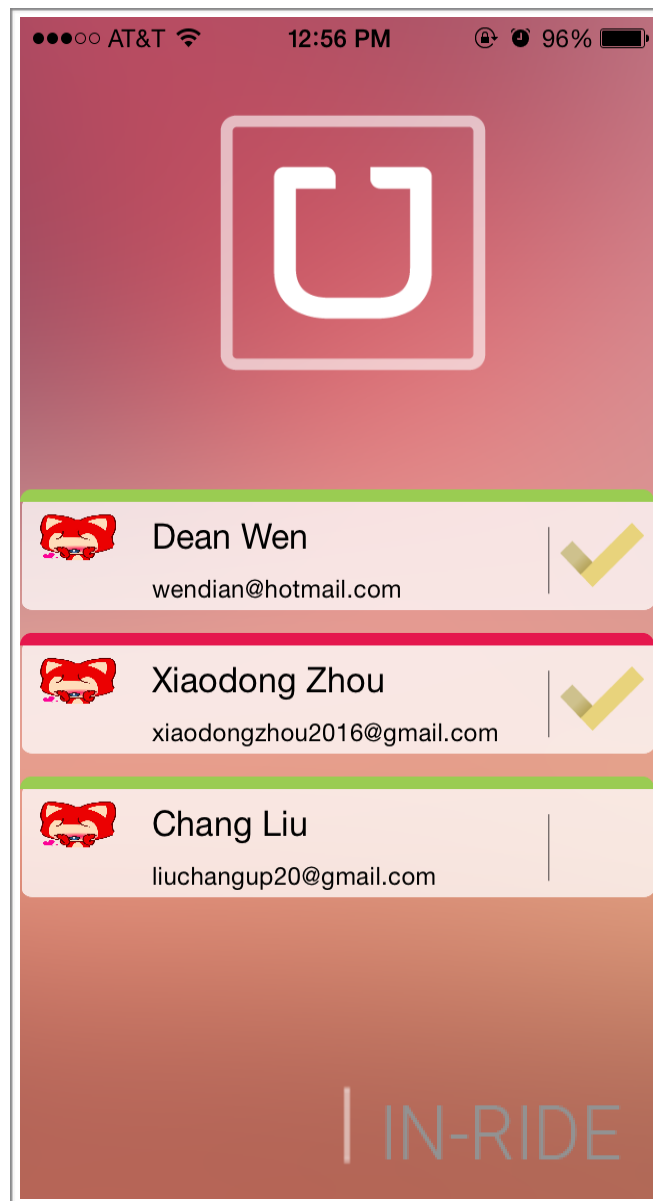 AT&T 12:56 PM 96%
Dean Wen
wendian@hotmail.com
Xiaodong Zhou
xiaodongzhou2016@gmail.com
Chang Liu
liuchangup20@gmail.com
IN-RIDE